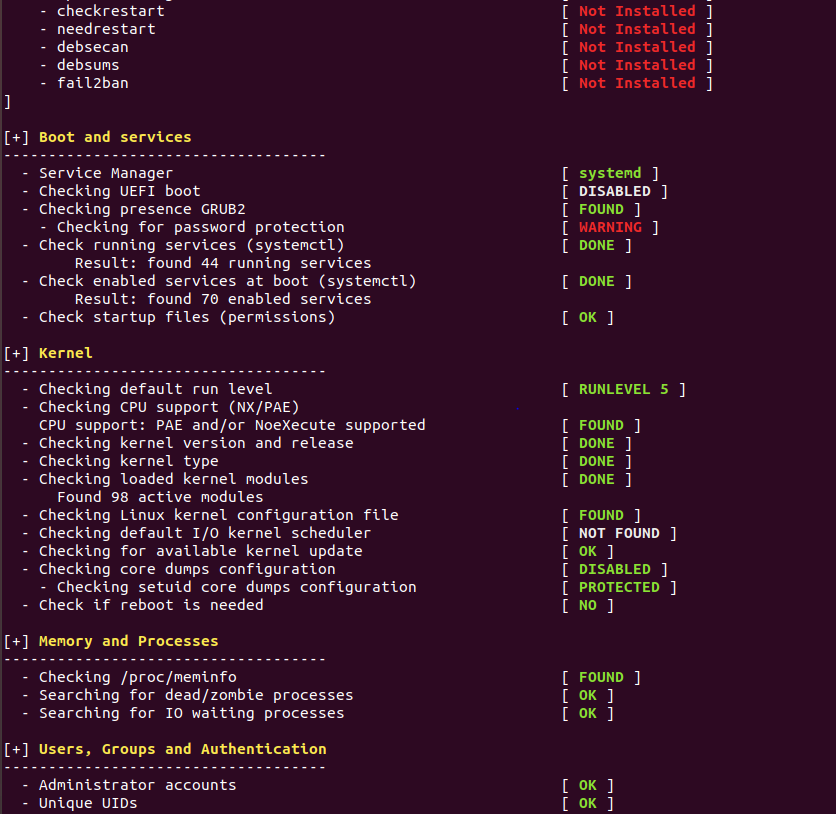 - checkrestart [ Not Installed ]
- needrestart [ Not Installed ]
- debsecan [ Not Installed ]
- debsums [ Not Installed ]
- fail2ban [ Not Installed ]
]
[+] Boot and services
------------------------------------
- Service Manager [ systemd ]
- Checking UEFI boot [ DISABLED ]
- Checking presence GRUB2 [ FOUND ]
- Checking for password protection [ WARNING ]
- Check running services (systemctl) [ DONE ]
Result: found 44 running services
- Check enabled services at boot (systemctl) [ DONE ]
Result: found 70 enabled services
- Check startup files (permissions) [ OK ]
[+] Kernel
------------------------------------
- Checking default run level [ RUNLEVEL 5 ]
- Checking CPU support (NX/PAE)
CPU support: PAE and/or NoeXecute supported [ FOUND ]
- Checking kernel version and release [ DONE ]
- Checking kernel type [ DONE ]
- Checking loaded kernel modules [ DONE ]
Found 98 active modules
- Checking Linux kernel configuration file [ FOUND ]
- Checking default I/O kernel scheduler [ NOT FOUND ]
- Checking for available kernel update [ OK ]
- Checking core dumps configuration [ DISABLED ]
- Checking setuid core dumps configuration [ PROTECTED ]
- Check if reboot is needed [ NO ]
[+] Memory and Processes
------------------------------------
- Checking /proc/meminfo [ FOUND ]
- Searching for dead/zombie processes [ OK ]
- Searching for IO waiting processes [ OK ]
[+] Users, Groups and Authentication
------------------------------------
- Administrator accounts [ OK ]
- Unique UIDs [ OK ]